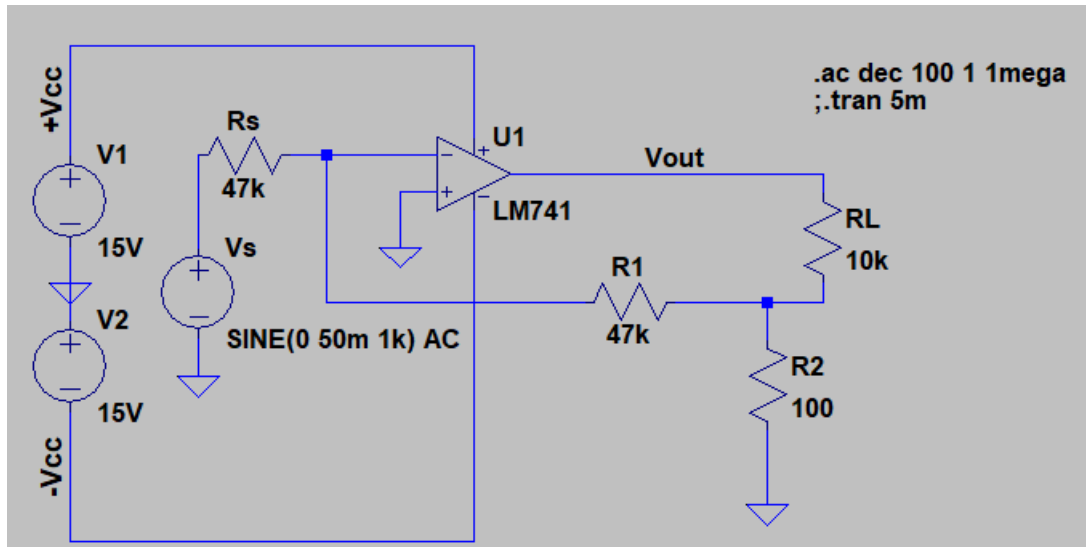 .ac dec 100 1 1mega
;.tran 5m
+Vcc
V1
15V
V2
15V
-Vcc
Rs
47k
Vs
SINE(0 50m 1k) AC
U1
LM741
Vout
RL
10k
R1
47k
R2
100